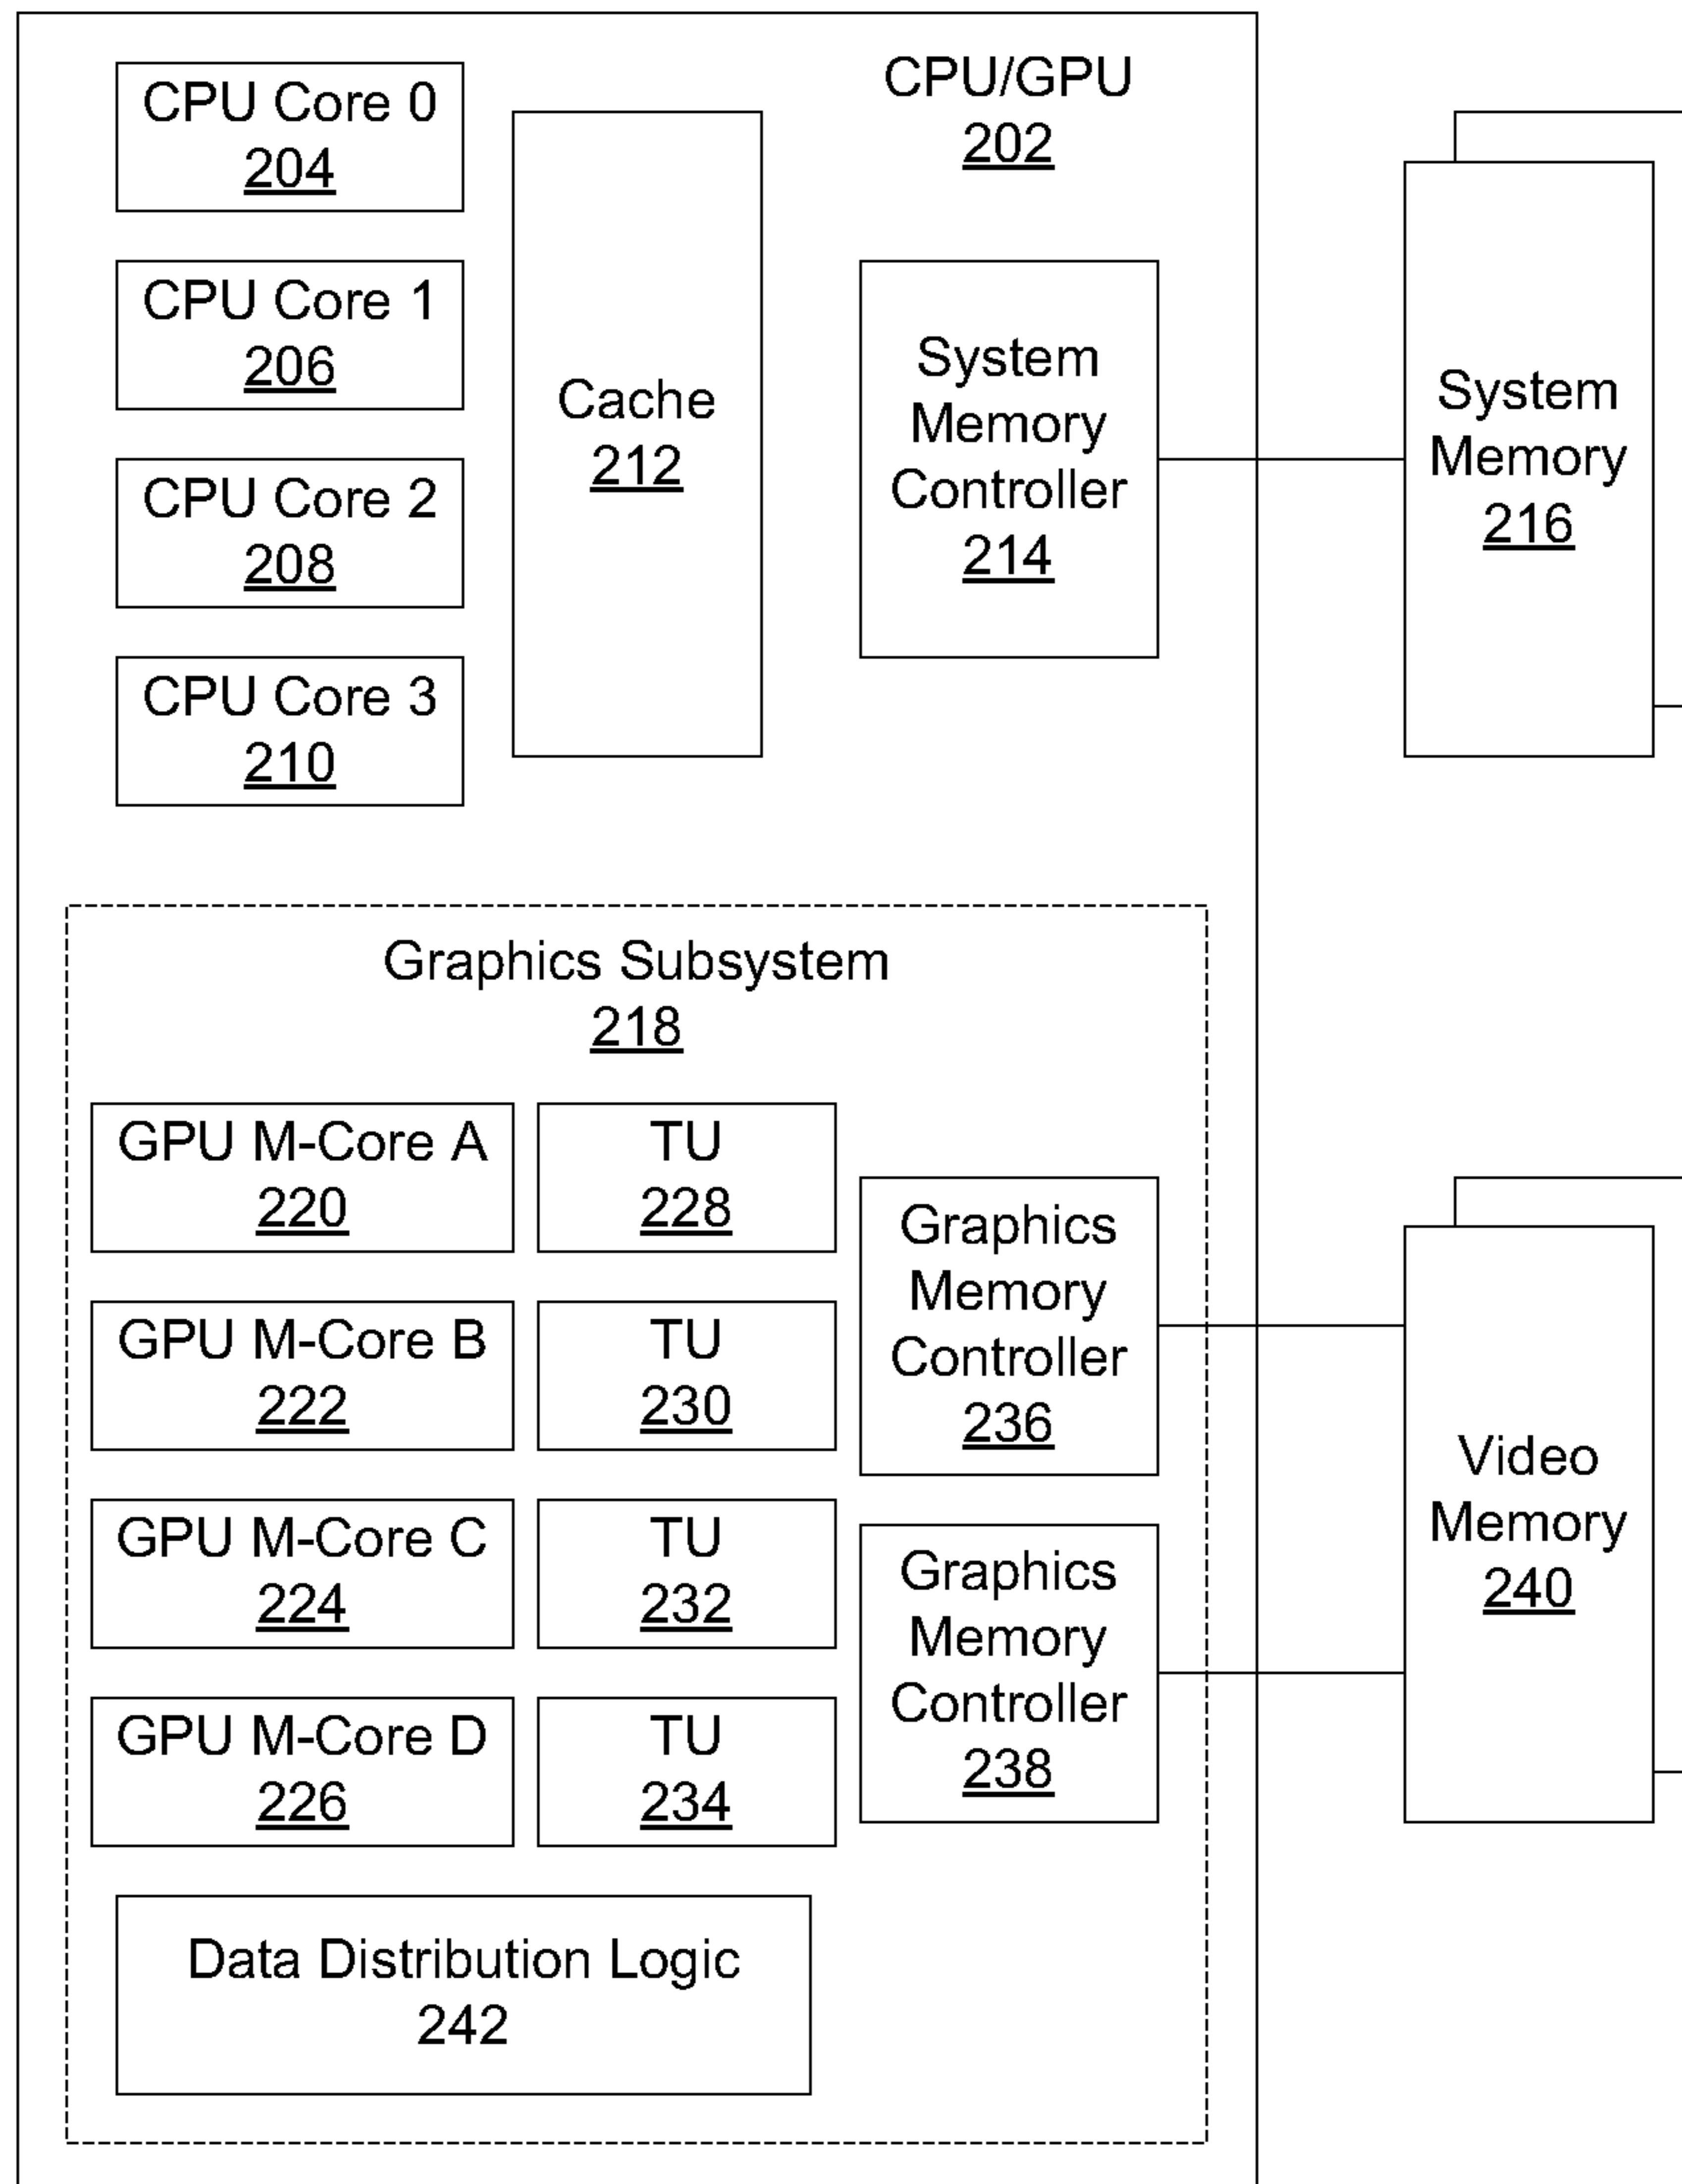 CPU/GPU
202
CPU Core 0
204
CPU Core 1
206
CPU Core 2
208
CPU Core 3
210
Cache
212
System
Memory
Controller
214
System
Memory
216
Graphics Subsystem
218
GPU M-Core A
220
TU
228
GPU M-Core B
222
TU
230
GPU M-Core C
224
TU
232
GPU M-Core D
226
TU
234
Graphics
Memory
Controller
236
Graphics
Memory
Controller
238
Video
Memory
240
Data Distribution Logic
242